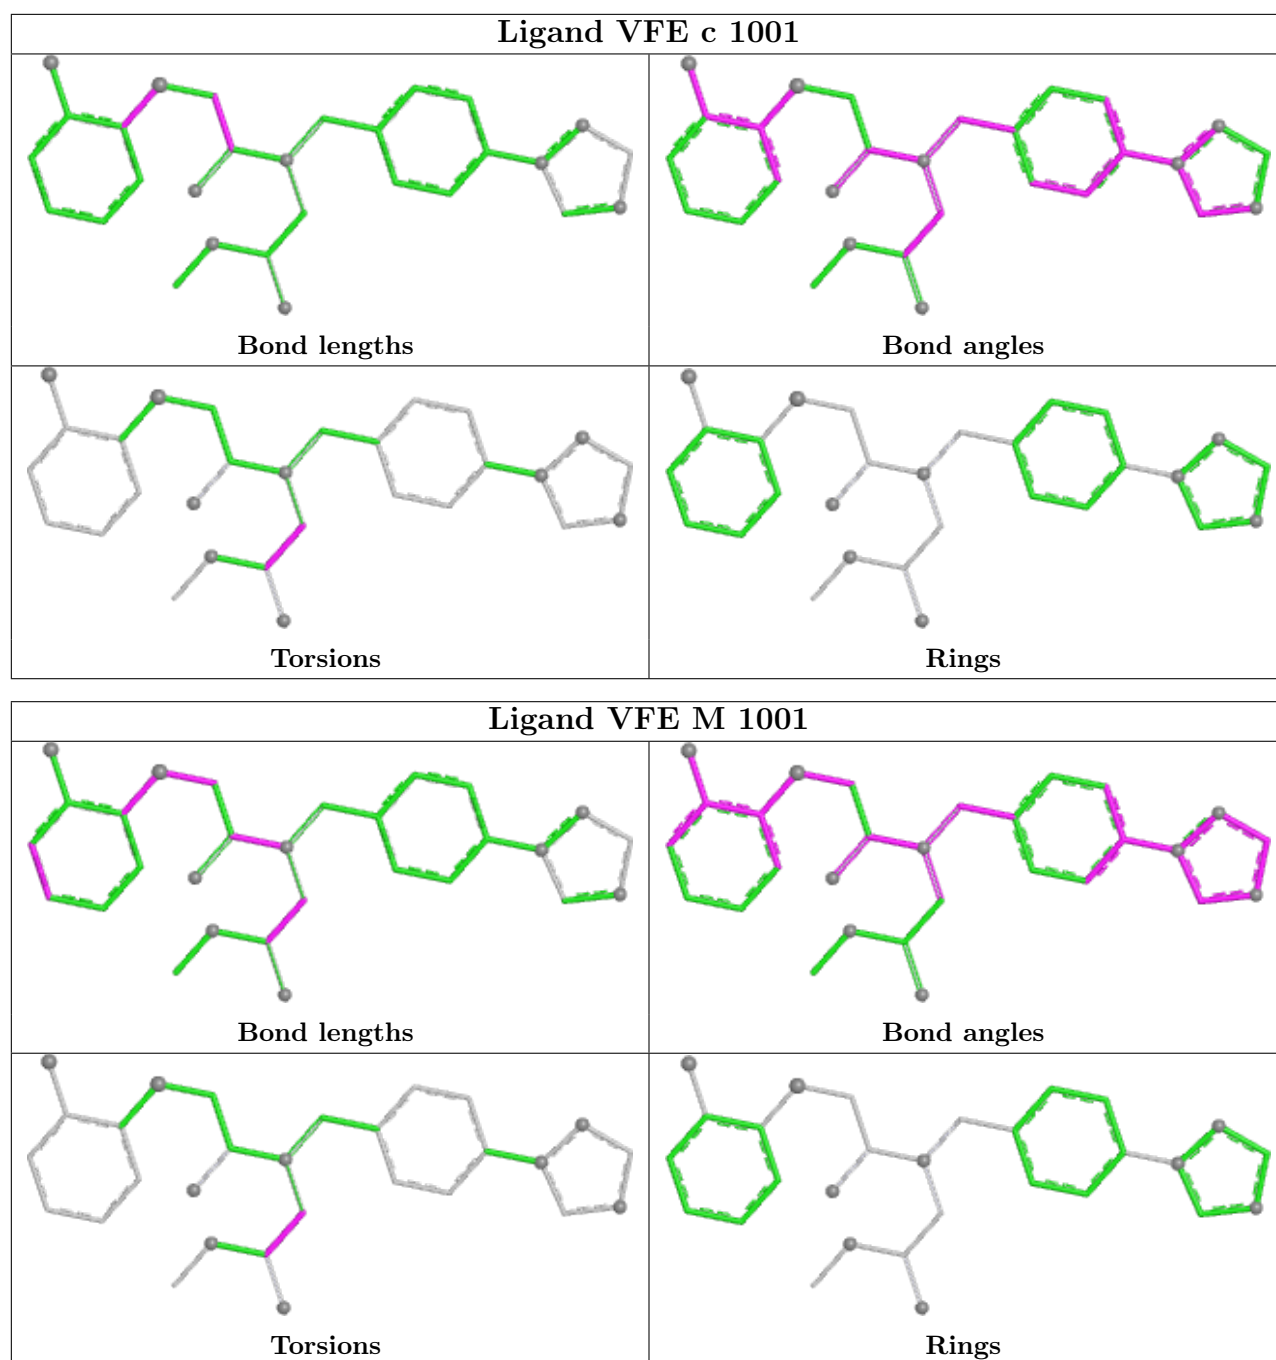 Ligand VFE c 1001
Bond lengths
Bond angles
Torsions
Rings
Ligand VFE M 1001
Bond lengths
Bond angles
Torsions
Rings